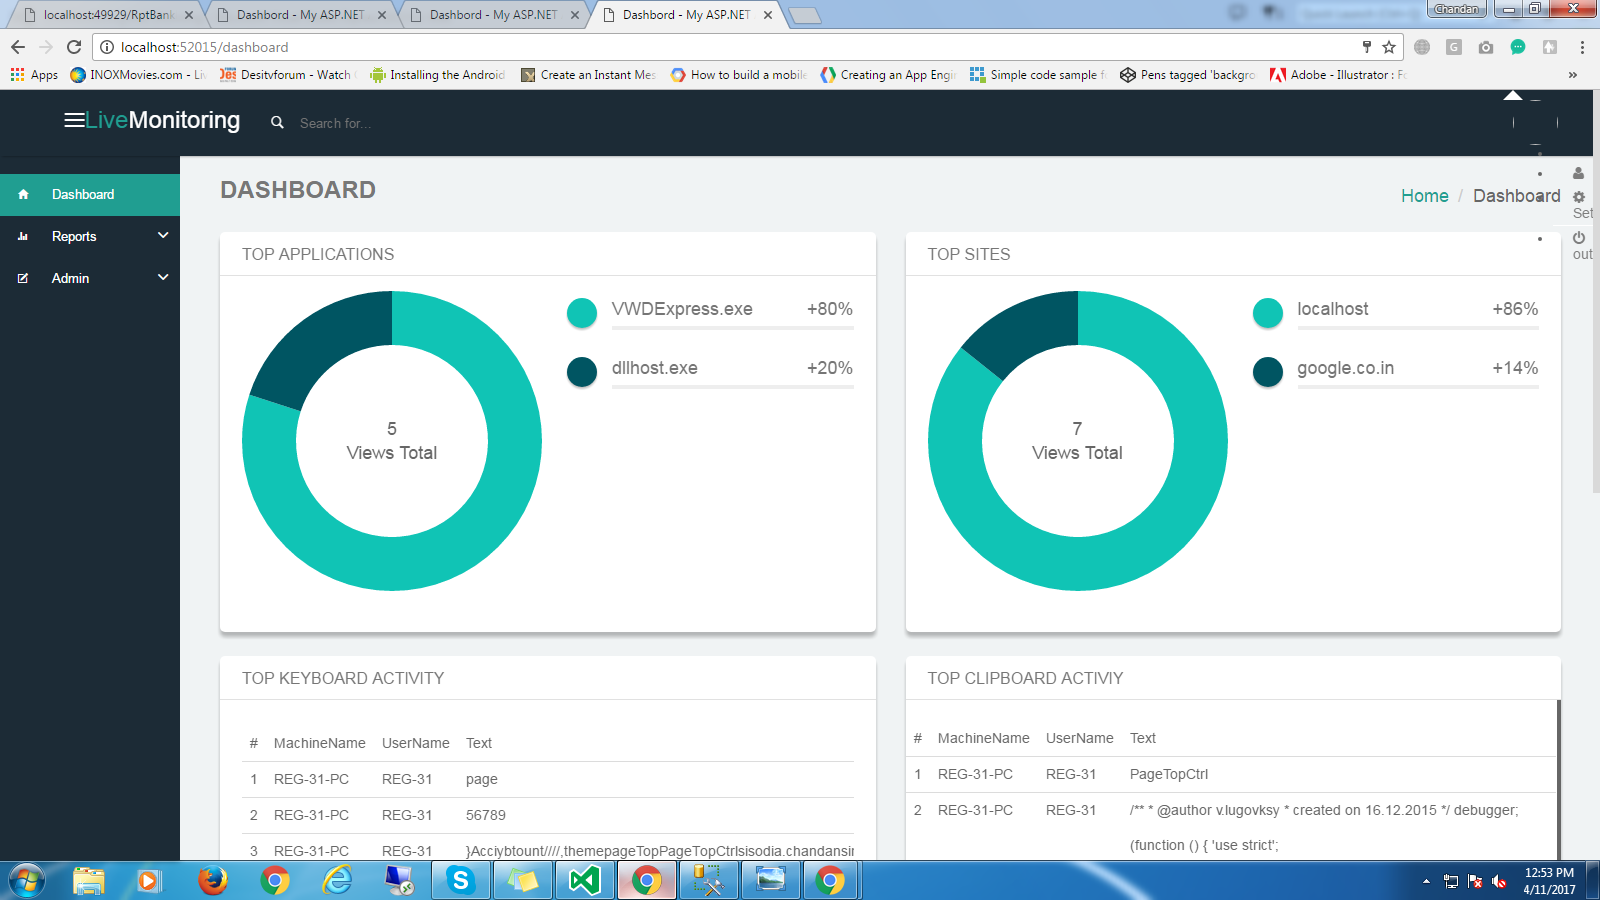 localhost:49929/RptBank
Dashbord - My ASP.NET
Dashbord - My ASP.NET
Dashbord - My ASP.NET
Chandan
localhost:52015/dashboard
Apps
INOXMovies.com - Liv
Desitvforum - Watch
Installing the Android
Create an Instant Mes
How to build a mobile
Creating an App Engi
Simple code sample f
Pens tagged 'backgro
Adobe - Illustrator : Fo
LiveMonitoring
Search for...
Dashboard
Reports
Admin
DASHBOARD
Home / Dashboard
Set
out
TOP APPLICATIONS
5
Views Total
VWDExpress.exe +80%
dllhost.exe +20%
TOP SITES
7
Views Total
localhost +86%
google.co.in +14%
TOP KEYBOARD ACTIVITY
# MachineName UserName Text
1 REG-31-PC REG-31 page
2 REG-31-PC REG-31 56789
3 REG-31-PC REG-31 }Acciybtount////,themepageTopPageTopCtrlsisodia.chandansin
TOP CLIPBOARD ACTIVIY
# MachineName UserName Text
1 REG-31-PC REG-31 PageTopCtrl
2 REG-31-PC REG-31 /** * @author v.lugovksy * created on 16.12.2015 */ debugger;
(function () { 'use strict';
12:53 PM
4/11/2017